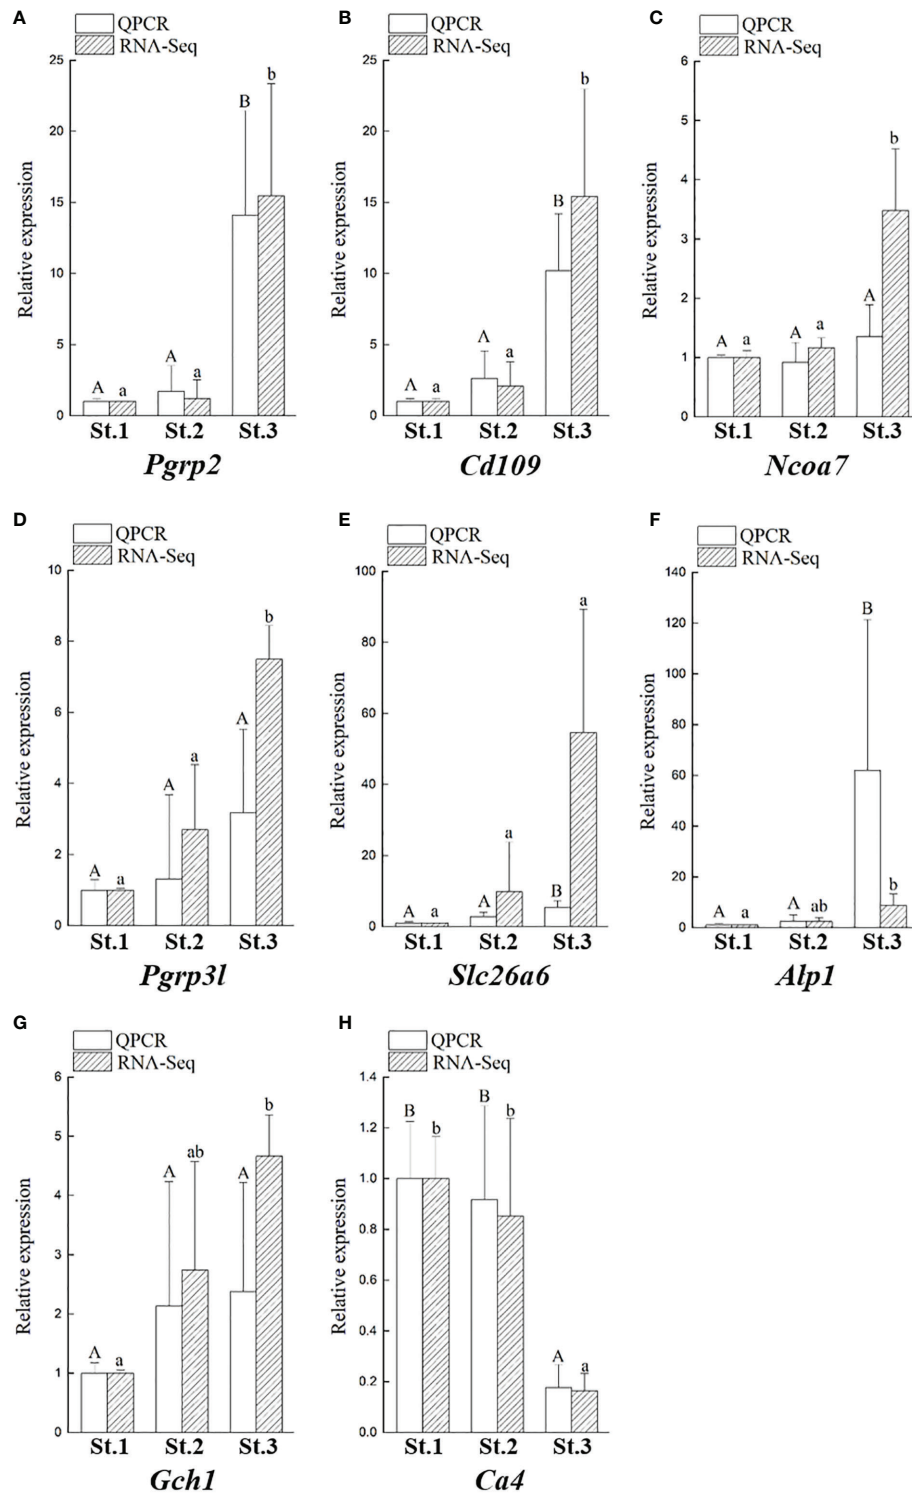 A
QPCR
RNA-Seq
25
20
15
10
5
0
Relative expression
A a
A a
B b
St.1 St.2 St.3
Pgrp2
B
QPCR
RNA-Seq
25
20
15
10
5
0
Relative expression
A a
A a
B b
St.1 St.2 St.3
Cd109
C
QPCR
RNA-Seq
6
5
4
3
2
1
0
Relative expression
A a
A a
A b
St.1 St.2 St.3
Ncoa7
D
QPCR
RNA-Seq
10
8
6
4
2
0
Relative expression
A a
A a
A b
St.1 St.2 St.3
Pgrp3l
E
QPCR
RNA-Seq
100
80
60
40
20
0
Relative expression
A a
A a
B a
St.1 St.2 St.3
Slc26a6
F
QPCR
RNA-Seq
140
120
100
80
60
40
20
0
Relative expression
A a
A ab
B b
St.1 St.2 St.3
Alp1
G
QPCR
RNA-Seq
6
5
4
3
2
1
0
Relative expression
A a
A ab
A b
St.1 St.2 St.3
Gch1
H
QPCR
RNA-Seq
1.4
1.2
1.0
0.8
0.6
0.4
0.2
0.0
Relative expression
B b
B b
A a
St.1 St.2 St.3
Ca4